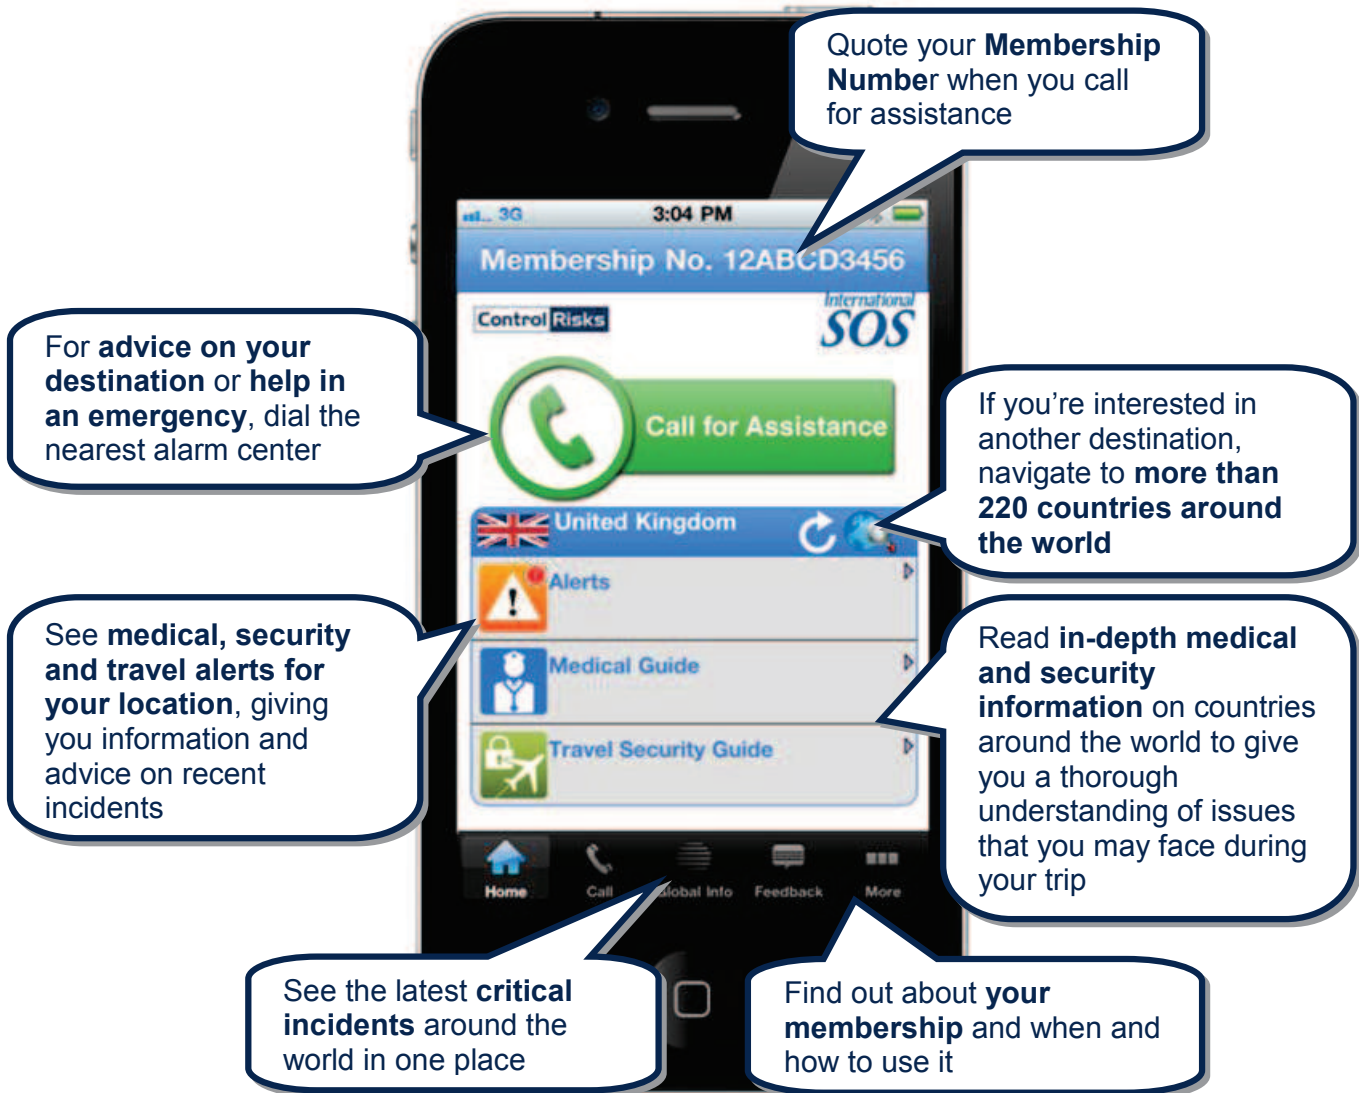 Quote your Membership
Number when you call
for assistance
3G
3:04 PM
Membership No. 12ABCD3456
Control Risks
International
SOS
For advice on your
destination or help in
an emergency, dial the
nearest alarm center
Call for Assistance
If you’re interested in
another destination,
navigate to more than
220 countries around
the world
United Kingdom
Alerts
Medical Guide
Travel Security Guide
See medical, security
and travel alerts for
your location, giving
you information and
advice on recent
incidents
Read in-depth medical
and security
information on countries
around the world to give
you a thorough
understanding of issues
that you may face during
your trip
Home
Call
Global Info
Feedback
More
See the latest critical
incidents around the
world in one place
Find out about your
membership and when and
how to use it